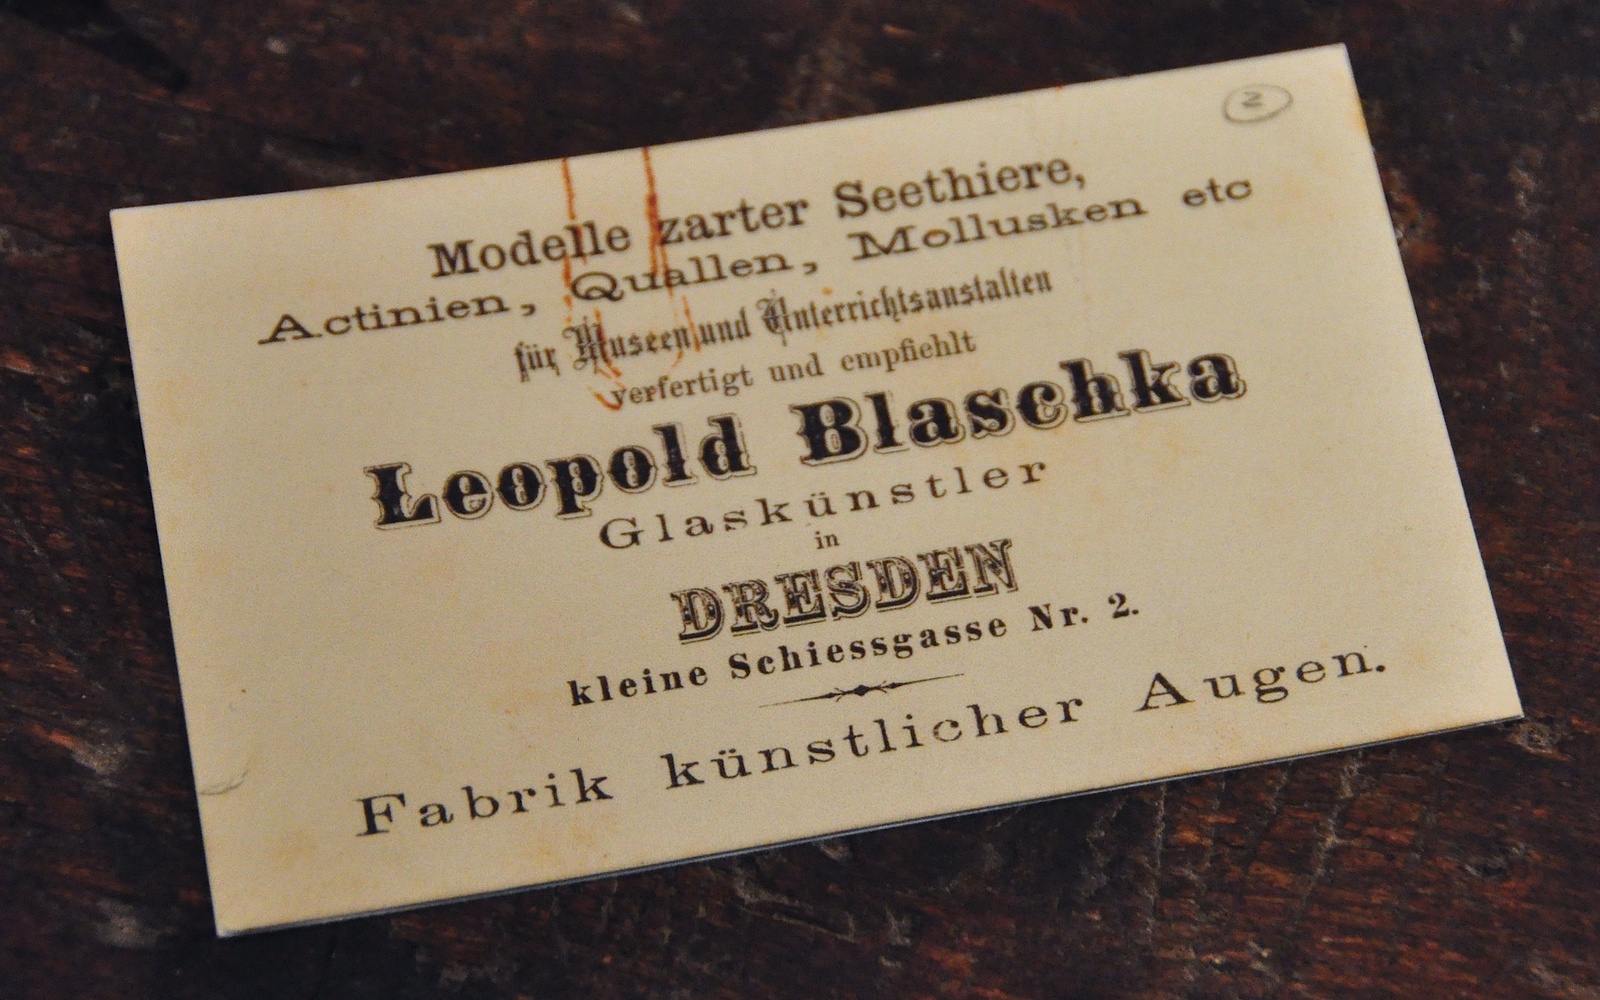 2
Modelle zarter Seethiere,
Actinien, Quallen, Mollusken etc
für Museen und Unterrichtsanstalten
verfertigt und empfiehlt
Leopold Blaschka
Glaskünstler
in
DRESDEN
kleine Schiessgasse Nr. 2.
Fabrik künstlicher Augen.